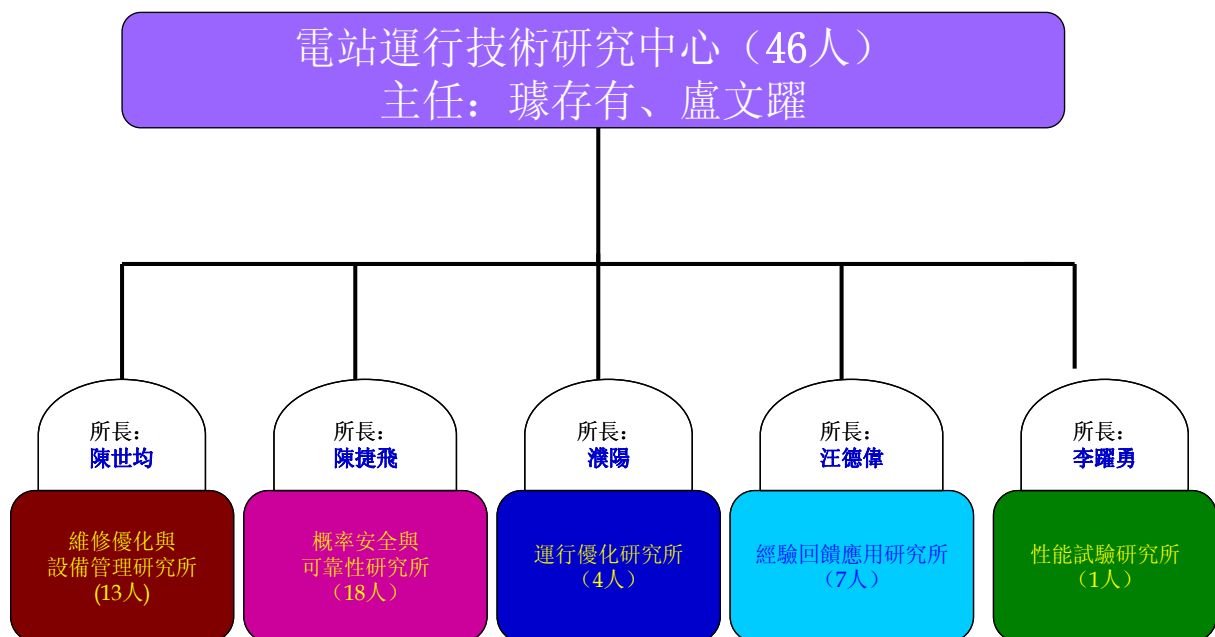 電站運行技術研究中心（46人）
主任：璩存有、盧文躍
所長：
陳世均
所長：
陳捷飛
所長：
濮陽
所長：
汪德偉
所長：
李躍勇
維修優化與
設備管理研究所
(13人)
概率安全與
可靠性研究所
（18人）
運行優化研究所
（4人）
經驗回饋應用研究所
（7人）
性能試驗研究所
（1人）